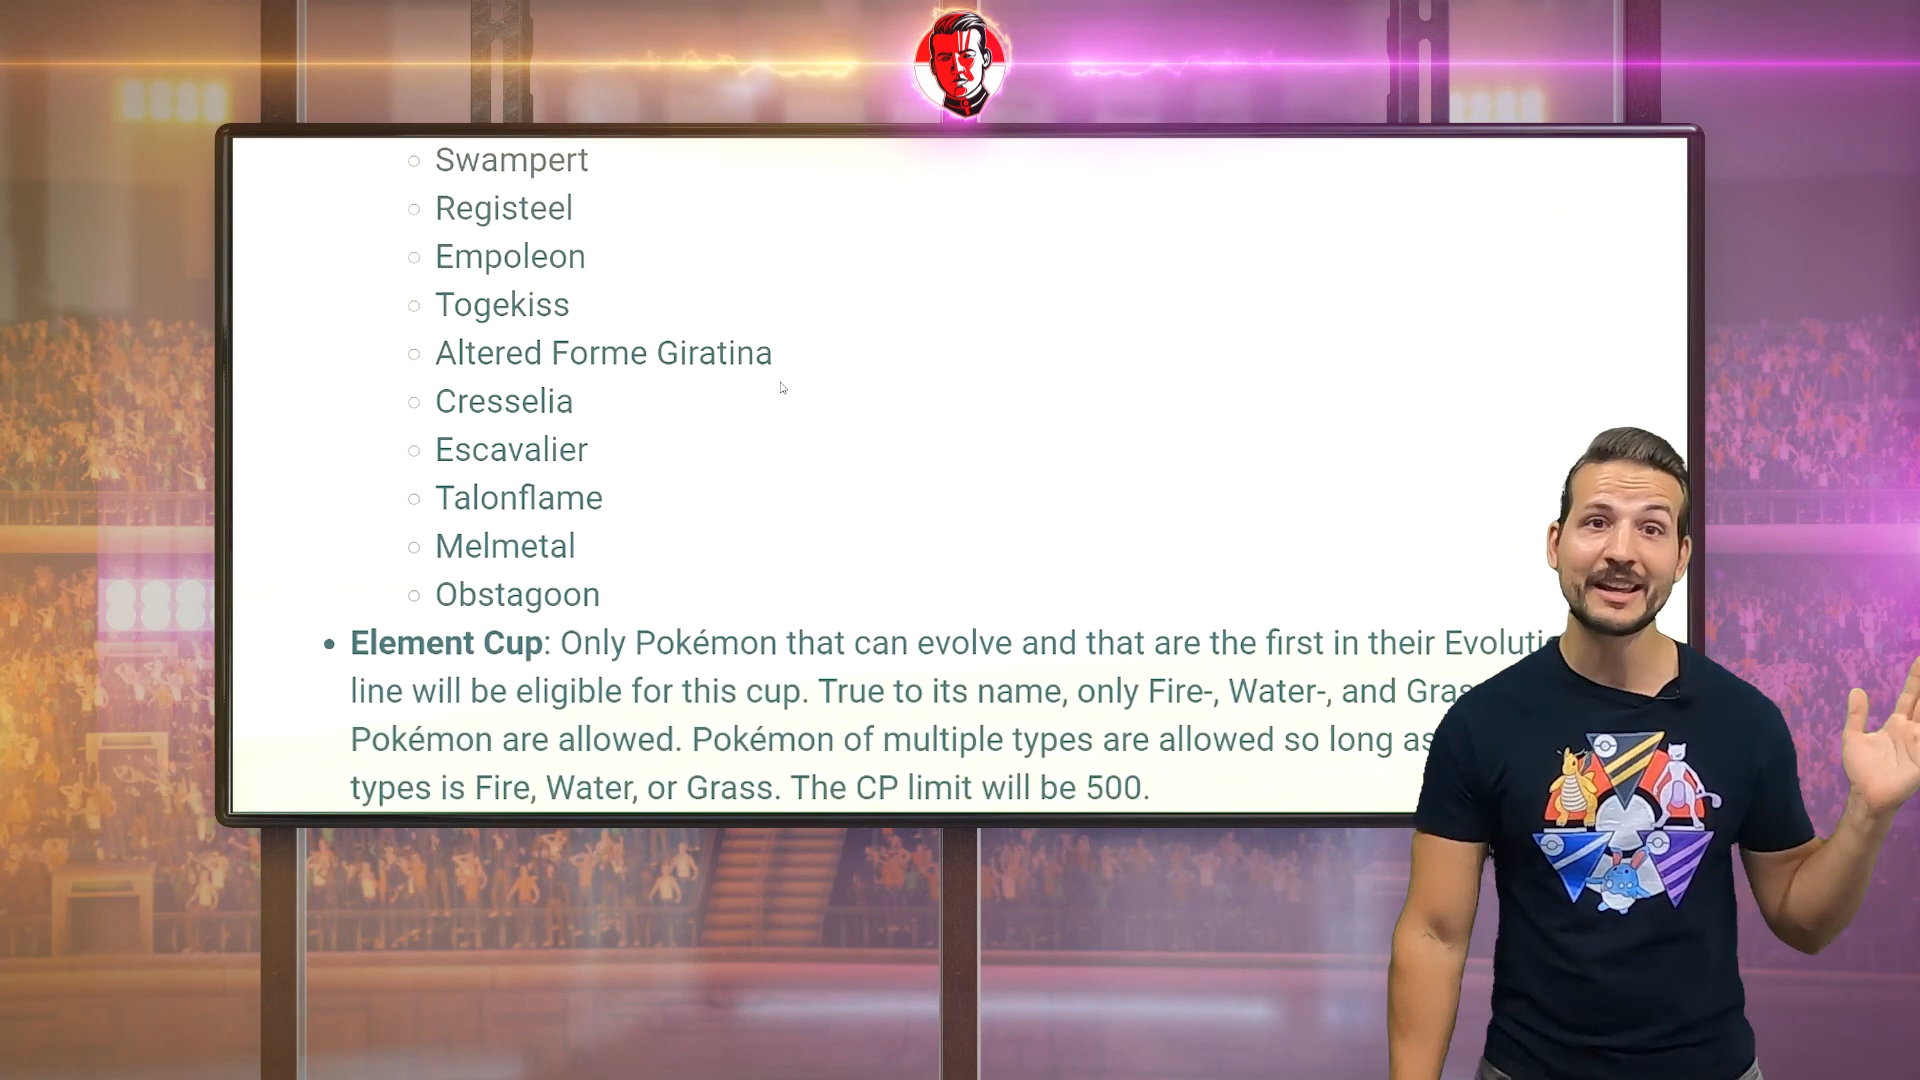 Swampert
Registeel
Empoleon
Togekiss
Altered Forme Giratina
Cresselia
Escavalier
Talonflame
Melmetal
Obstagoon
Element Cup: Only Pokémon that can evolve and that are the first in their
line will be eligible for this cup. True to its name, only Fire-, Water-, and
Pokémon are allowed. Pokémon of multiple types are allowed so long as
types is Fire, Water, or Grass. The CP limit will be 500.